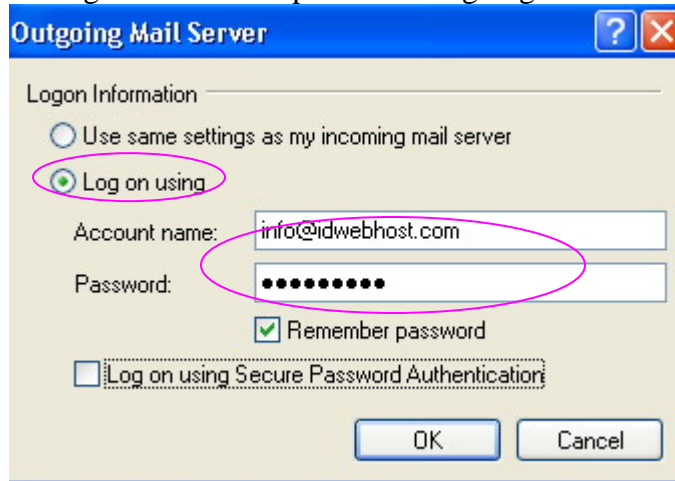 Outgoing Mail Server
Logon Information
Use same settings as my incoming mail server
Log on using
Account name: info@idwebhost.com
Password: •••••••••
Remember password
Log on using Secure Password Authentication
OK Cancel